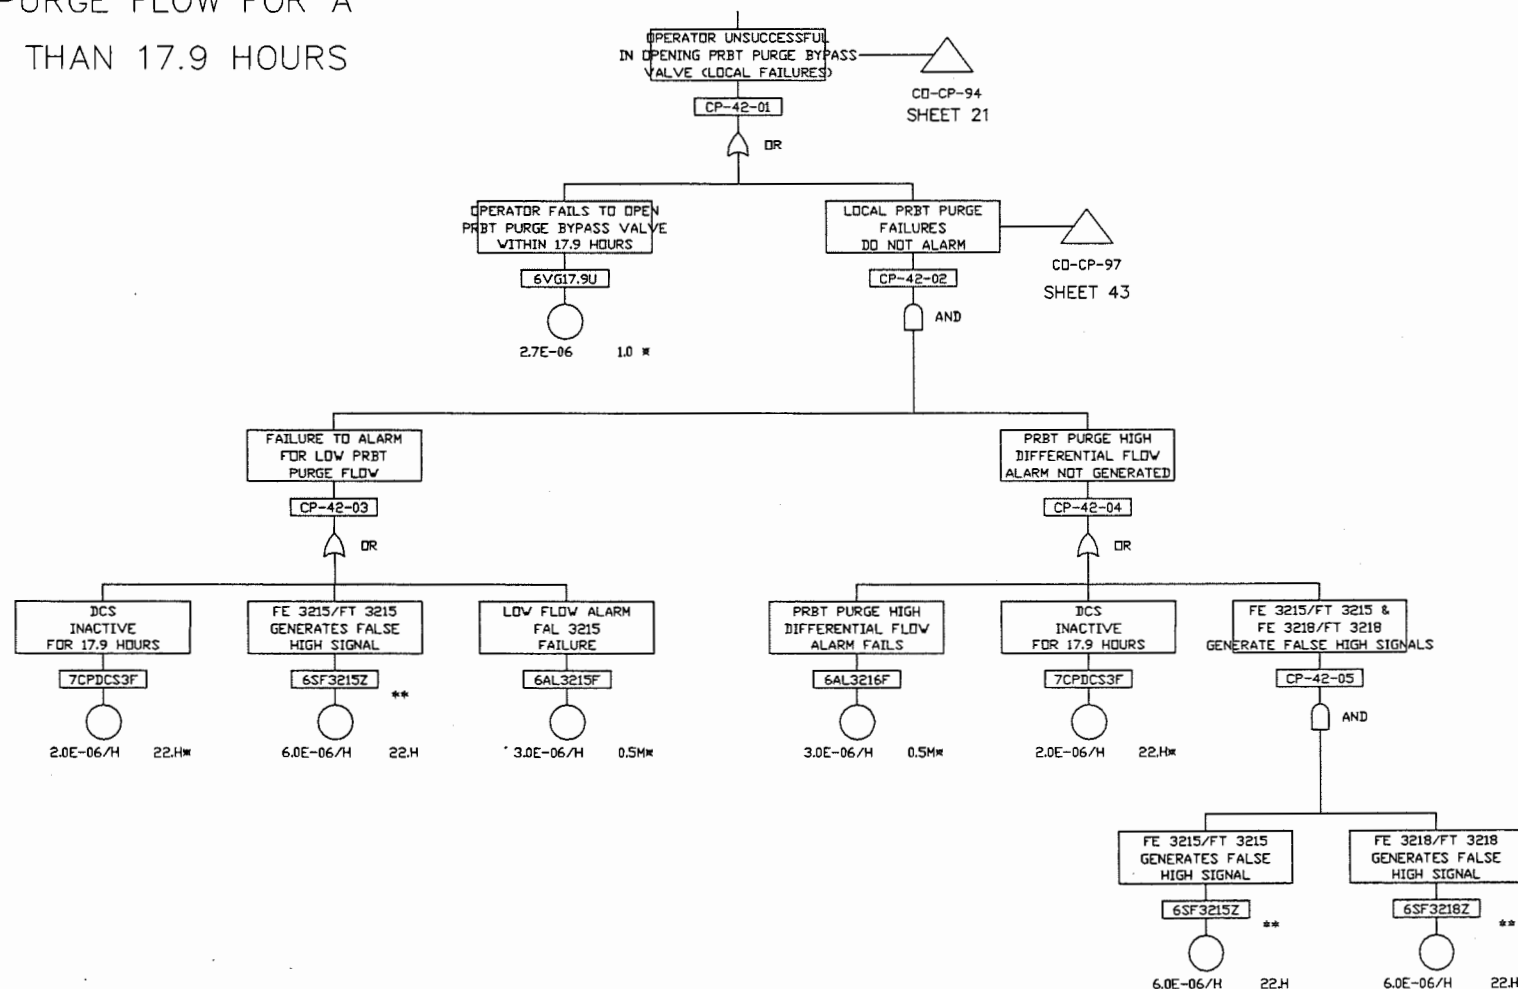 PURGE FLOW FOR A
THAN 17.9 HOURS
OPERATOR UNSUCCESSFUL
IN OPENING PRBT PURGE BYPASS
VALVE (LOCAL FAILURES)
CP-42-01
CO-CP-94
SHEET 21
OR
OPERATOR FAILS TO OPEN
PRBT PURGE BYPASS VALVE
WITHIN 17.9 HOURS
6VG17.9U
2.7E-06 1.0 *
LOCAL PRBT PURGE
FAILURES
DO NOT ALARM
CP-42-02
CO-CP-97
SHEET 43
AND
FAILURE TO ALARM
FOR LOW PRBT
PURGE FLOW
CP-42-03
OR
PRBT PURGE HIGH
DIFFERENTIAL FLOW
ALARM NOT GENERATED
CP-42-04
OR
DCS
INACTIVE
FOR 17.9 HOURS
7CPDCS3F
2.0E-06/H 22.H*
FE 3215/FT 3215
GENERATES FALSE
HIGH SIGNAL
6SF3215Z
**
6.0E-06/H 22.H
LOW FLOW ALARM
FAL 3215
FAILURE
6AL3215F
3.0E-06/H 0.5M*
PRBT PURGE HIGH
DIFFERENTIAL FLOW
ALARM FAILS
6AL3216F
3.0E-06/H 0.5M*
DCS
INACTIVE
FOR 17.9 HOURS
7CPDCS3F
2.0E-06/H 22.H*
FE 3215/FT 3215 &
FE 3218/FT 3218
GENERATE FALSE HIGH SIGNALS
CP-42-05
AND
FE 3215/FT 3215
GENERATES FALSE
HIGH SIGNAL
6SF3215Z
**
6.0E-06/H 22.H
FE 3218/FT 3218
GENERATES FALSE
HIGH SIGNAL
6SF3218Z
**
6.0E-06/H 22.H